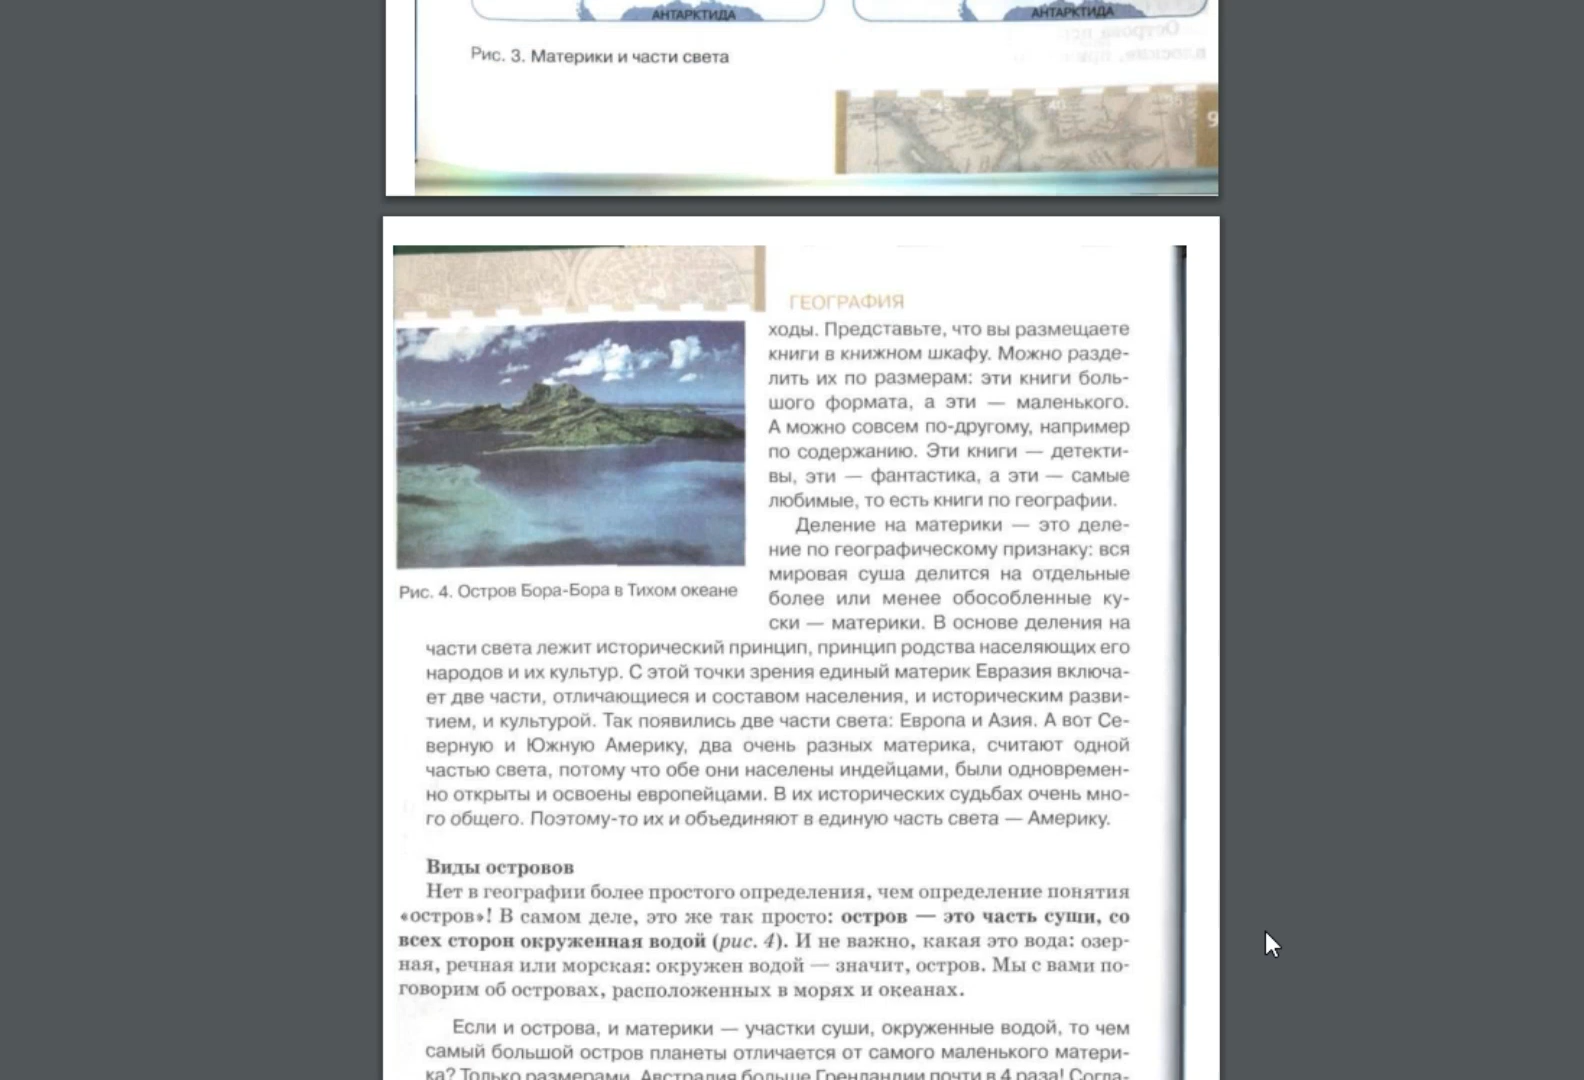 АНТАРКТИДА
АНТАРКТИДА
Рис. 3. Материки и части света
40
9
ГЕОГРАФИЯ
ходы. Представьте, что вы размещаете
книги в книжном шкафу. Можно разде-
лить их по размерам: эти книги боль-
шого формата, а эти — маленького.
А можно совсем по-другому, например
по содержанию. Эти книги — детекти-
вы, эти — фантастика, а эти — самые
любимые, то есть книги по географии.
Деление на материки — это деле-
ние по географическому признаку: вся
мировая суша делится на отдельные
более или менее обособленные ку-
ски — материки. В основе деления на
Рис. 4. Остров Бора-Бора в Тихом океане
части света лежит исторический принцип, принцип родства населяющих его
народов и их культур. С этой точки зрения единый материк Евразия включа-
ет две части, отличающиеся и составом населения, и историческим разви-
тием, и культурой. Так появились две части света: Европа и Азия. А вот Се-
верную и Южную Америку, два очень разных материка, считают одной
частью света, потому что обе они населены индейцами, были одновремен-
но открыты и освоены европейцами. В их исторических судьбах очень мно-
го общего. Поэтому-то их и объединяют в единую часть света — Америку.
Виды островов
Нет в географии более простого определения, чем определение понятия
«остров»! В самом деле, это же так просто: остров — это часть суши, со
всех сторон окруженная водой (рис. 4). И не важно, какая это вода: озер-
ная, речная или морская: окружен водой — значит, остров. Мы с вами по-
говорим об островах, расположенных в морях и океанах.
Если и острова, и материки — участки суши, окруженные водой, то чем
самый большой остров планеты отличается от самого маленького матери-
ка? Только размерами. Австралия больше Гренландии почти в 4 раза! Согла-